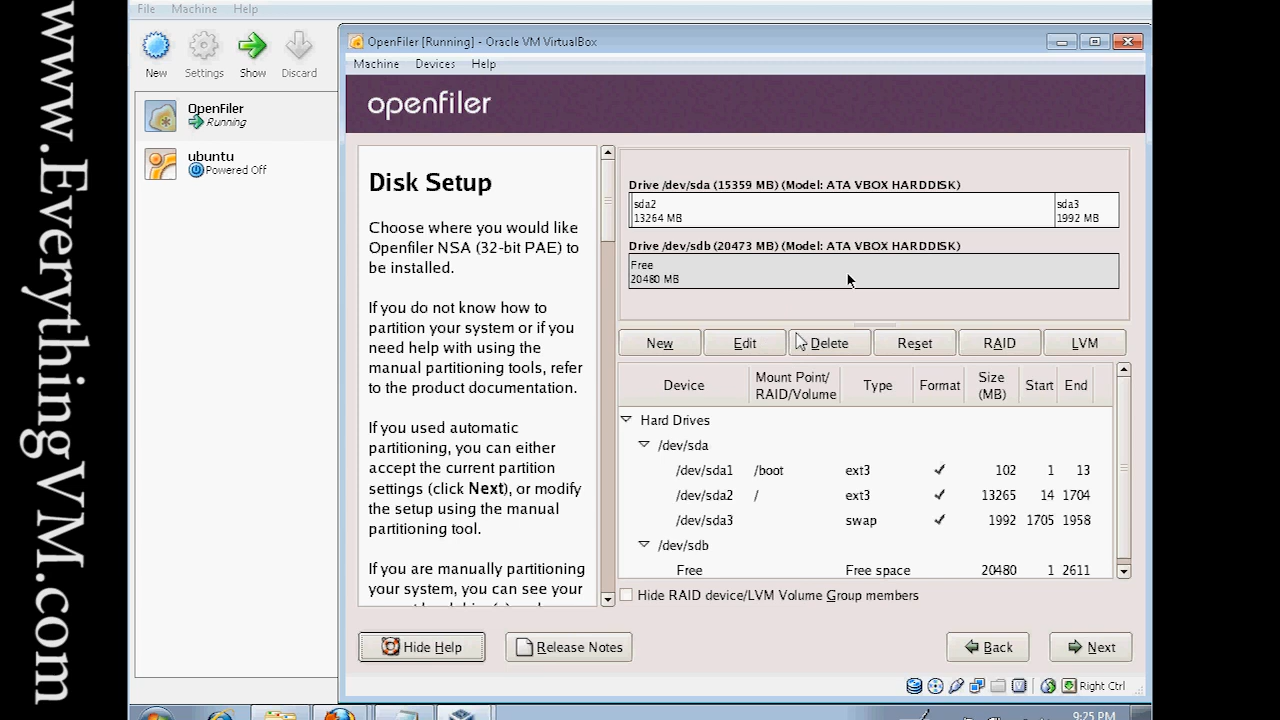 www.EverythingVM.com
File Machine Help
New Settings Show Discard
OpenFiler
Running
ubuntu
Powered Off
OpenFiler [Running] - Oracle VM VirtualBox
Machine Devices Help
openfiler
Disk Setup
Choose where you would like
Openfiler NSA (32-bit PAE) to
be installed.
If you do not know how to
partition your system or if you
need help with using the
manual partitioning tools, refer
to the product documentation.
If you used automatic
partitioning, you can either
accept the current partition
settings (click Next), or modify
the setup using the manual
partitioning tool.
If you are manually partitioning
your system, you can see your
Drive /dev/sda (15359 MB) (Model: ATA VBOX HARDDISK)
sda2 sda3
13264 MB 1992 MB
Drive /dev/sdb (20473 MB) (Model: ATA VBOX HARDDISK)
Free
20480 MB
New Edit Delete Reset RAID LVM
Device Mount Point/ RAID/Volume Type Format Size (MB) Start End
Hard Drives
/dev/sda
/dev/sda1 /boot ext3 ✓ 102 1 13
/dev/sda2 / ext3 ✓ 13265 14 1704
/dev/sda3 swap ✓ 1992 1705 1958
/dev/sdb
Free Free space 20480 1 2611
Hide RAID device/LVM Volume Group members
Hide Help Release Notes Back Next
Right Ctrl
9:25 PM